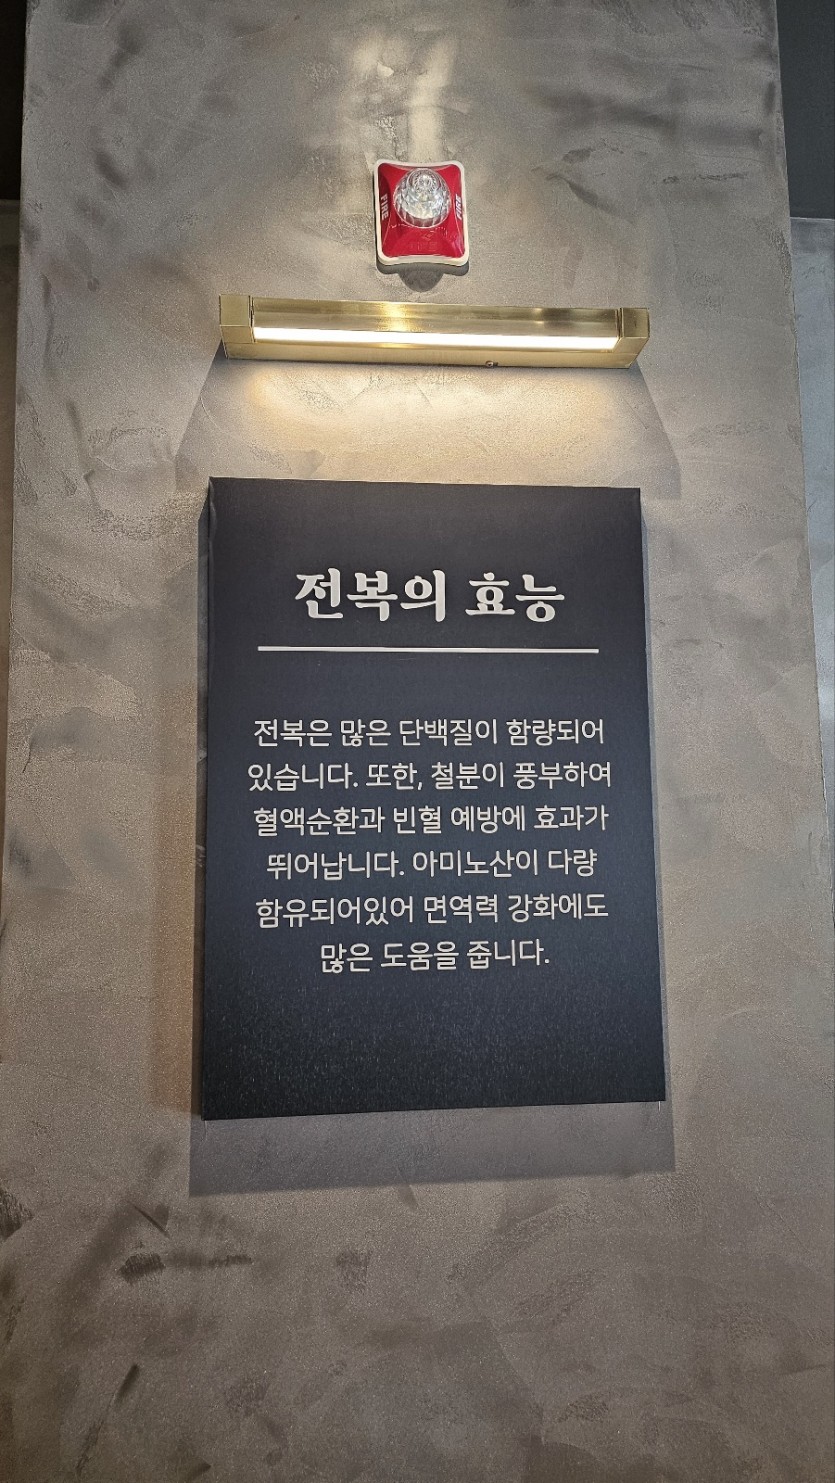 FIRE
FIRE
전복의 효능
전복은 많은 단백질이 함량되어
있습니다. 또한, 철분이 풍부하여
혈액순환과 빈혈 예방에 효과가
뛰어납니다. 아미노산이 다량
함유되어있어 면역력 강화에도
많은 도움을 줍니다.